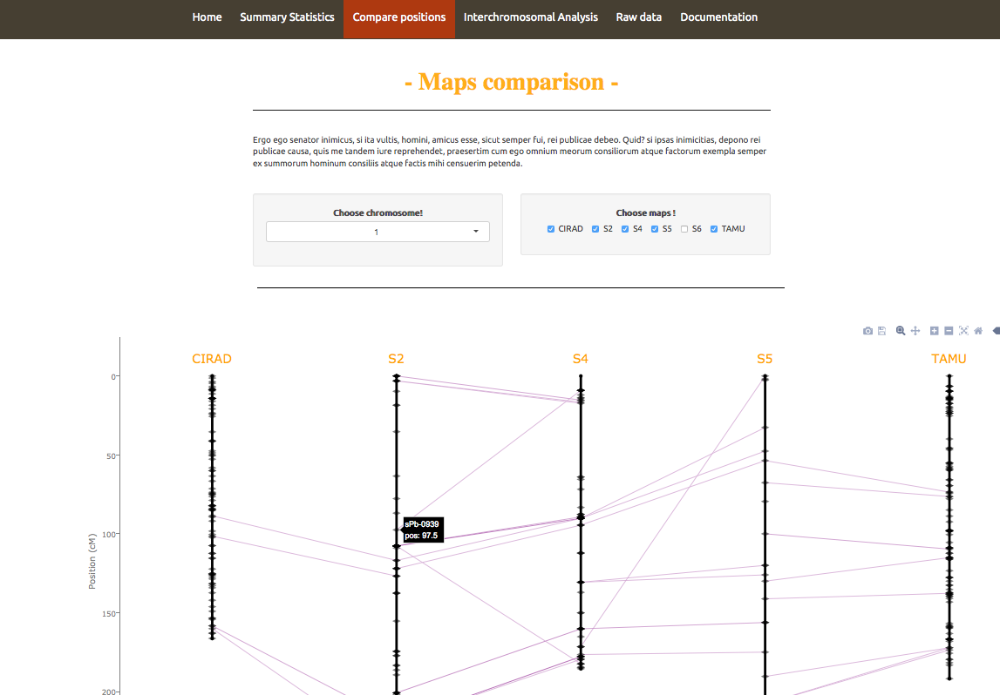 Home Summary Statistics Compare positions Interchromosomal Analysis Raw data Documentation
- Maps comparison -
Ergo ego senator inimicus, si ita vultis, homini, amicus esse, sicut semper fui, rei publicae debeo. Quid? si ipsas inimicitias, depono rei
publicae causa, quis me tandem iure reprehendet, praesertim cum ego omnium meorum consiliorum atque factorum exempla semper
ex summorum hominum consiliis atque factis mihi censuerim petenda.
Choose chromosome!
1
Choose maps !
CIRAD S2 S4 S5 S6 TAMU
CIRAD S2 S4 S5 TAMU
0
50
sPb-0939
pos: 97.5
100
Position (cM)
150
200